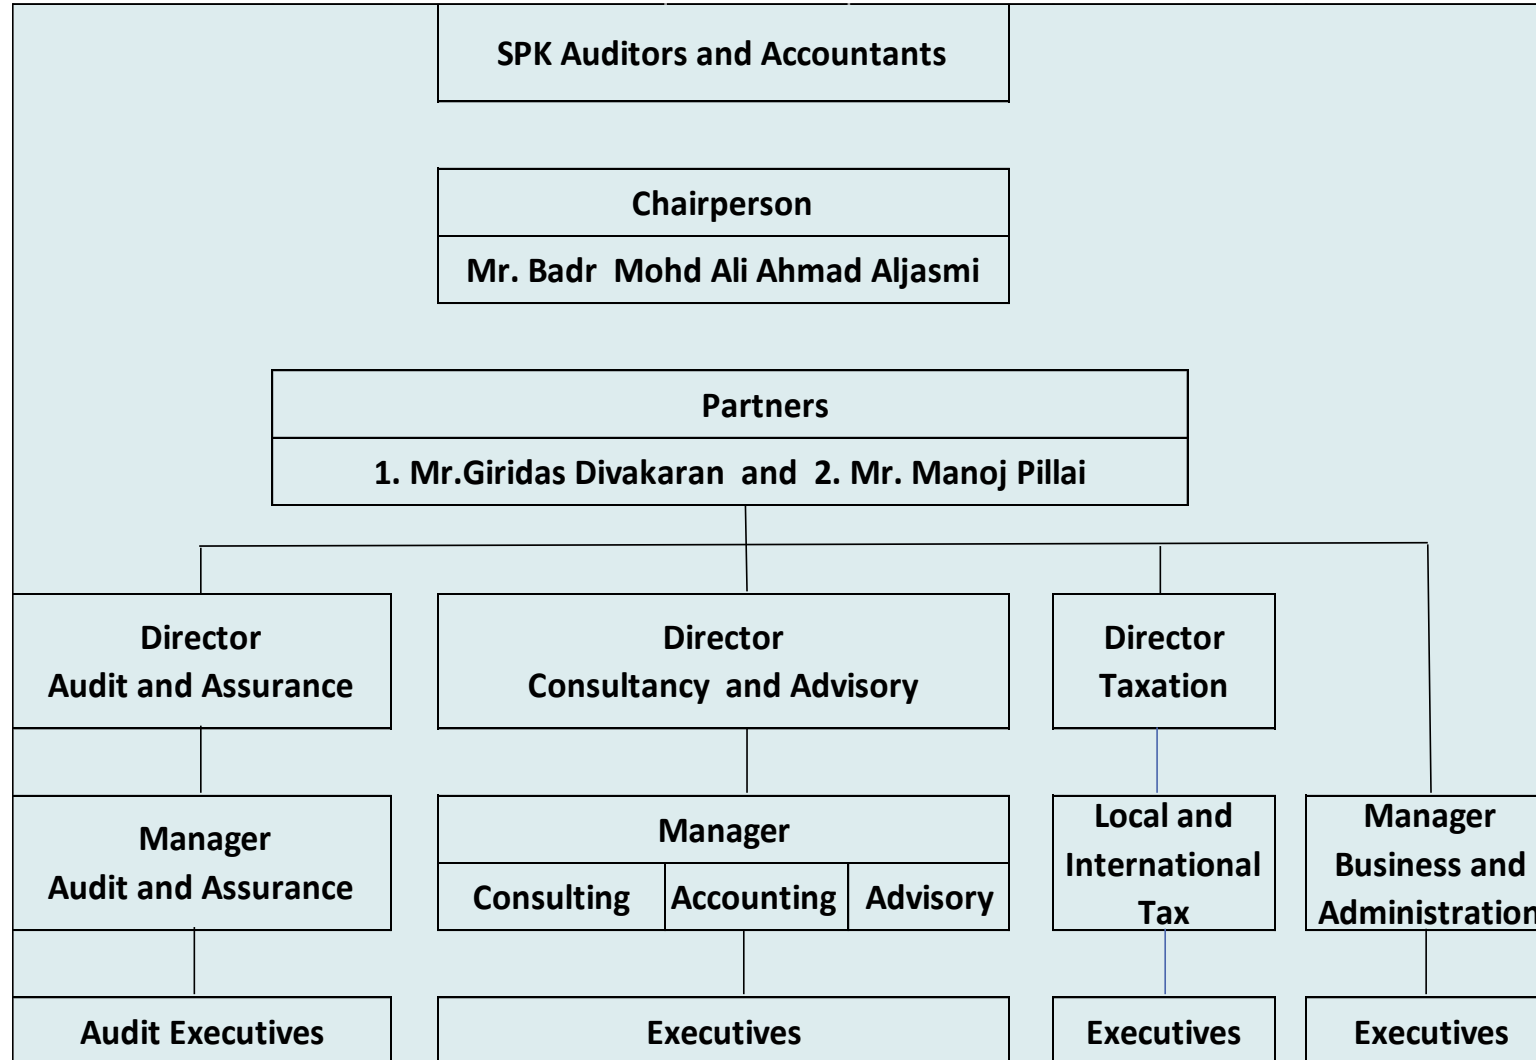 SPK Auditors and Accountants
Chairperson
Mr. Badr  Mohd Ali Ahmad Aljasmi
Partners
1. Mr.Giridas Divakaran  and  2. Mr. Manoj Pillai
Director
Audit and Assurance
Director
Consultancy  and Advisory
Director
Taxation
Manager
Audit and Assurance
Manager
Consulting
Accounting
Advisory
Local and
International
Tax
Manager
Business and
Administration
Audit Executives
Executives
Executives
Executives